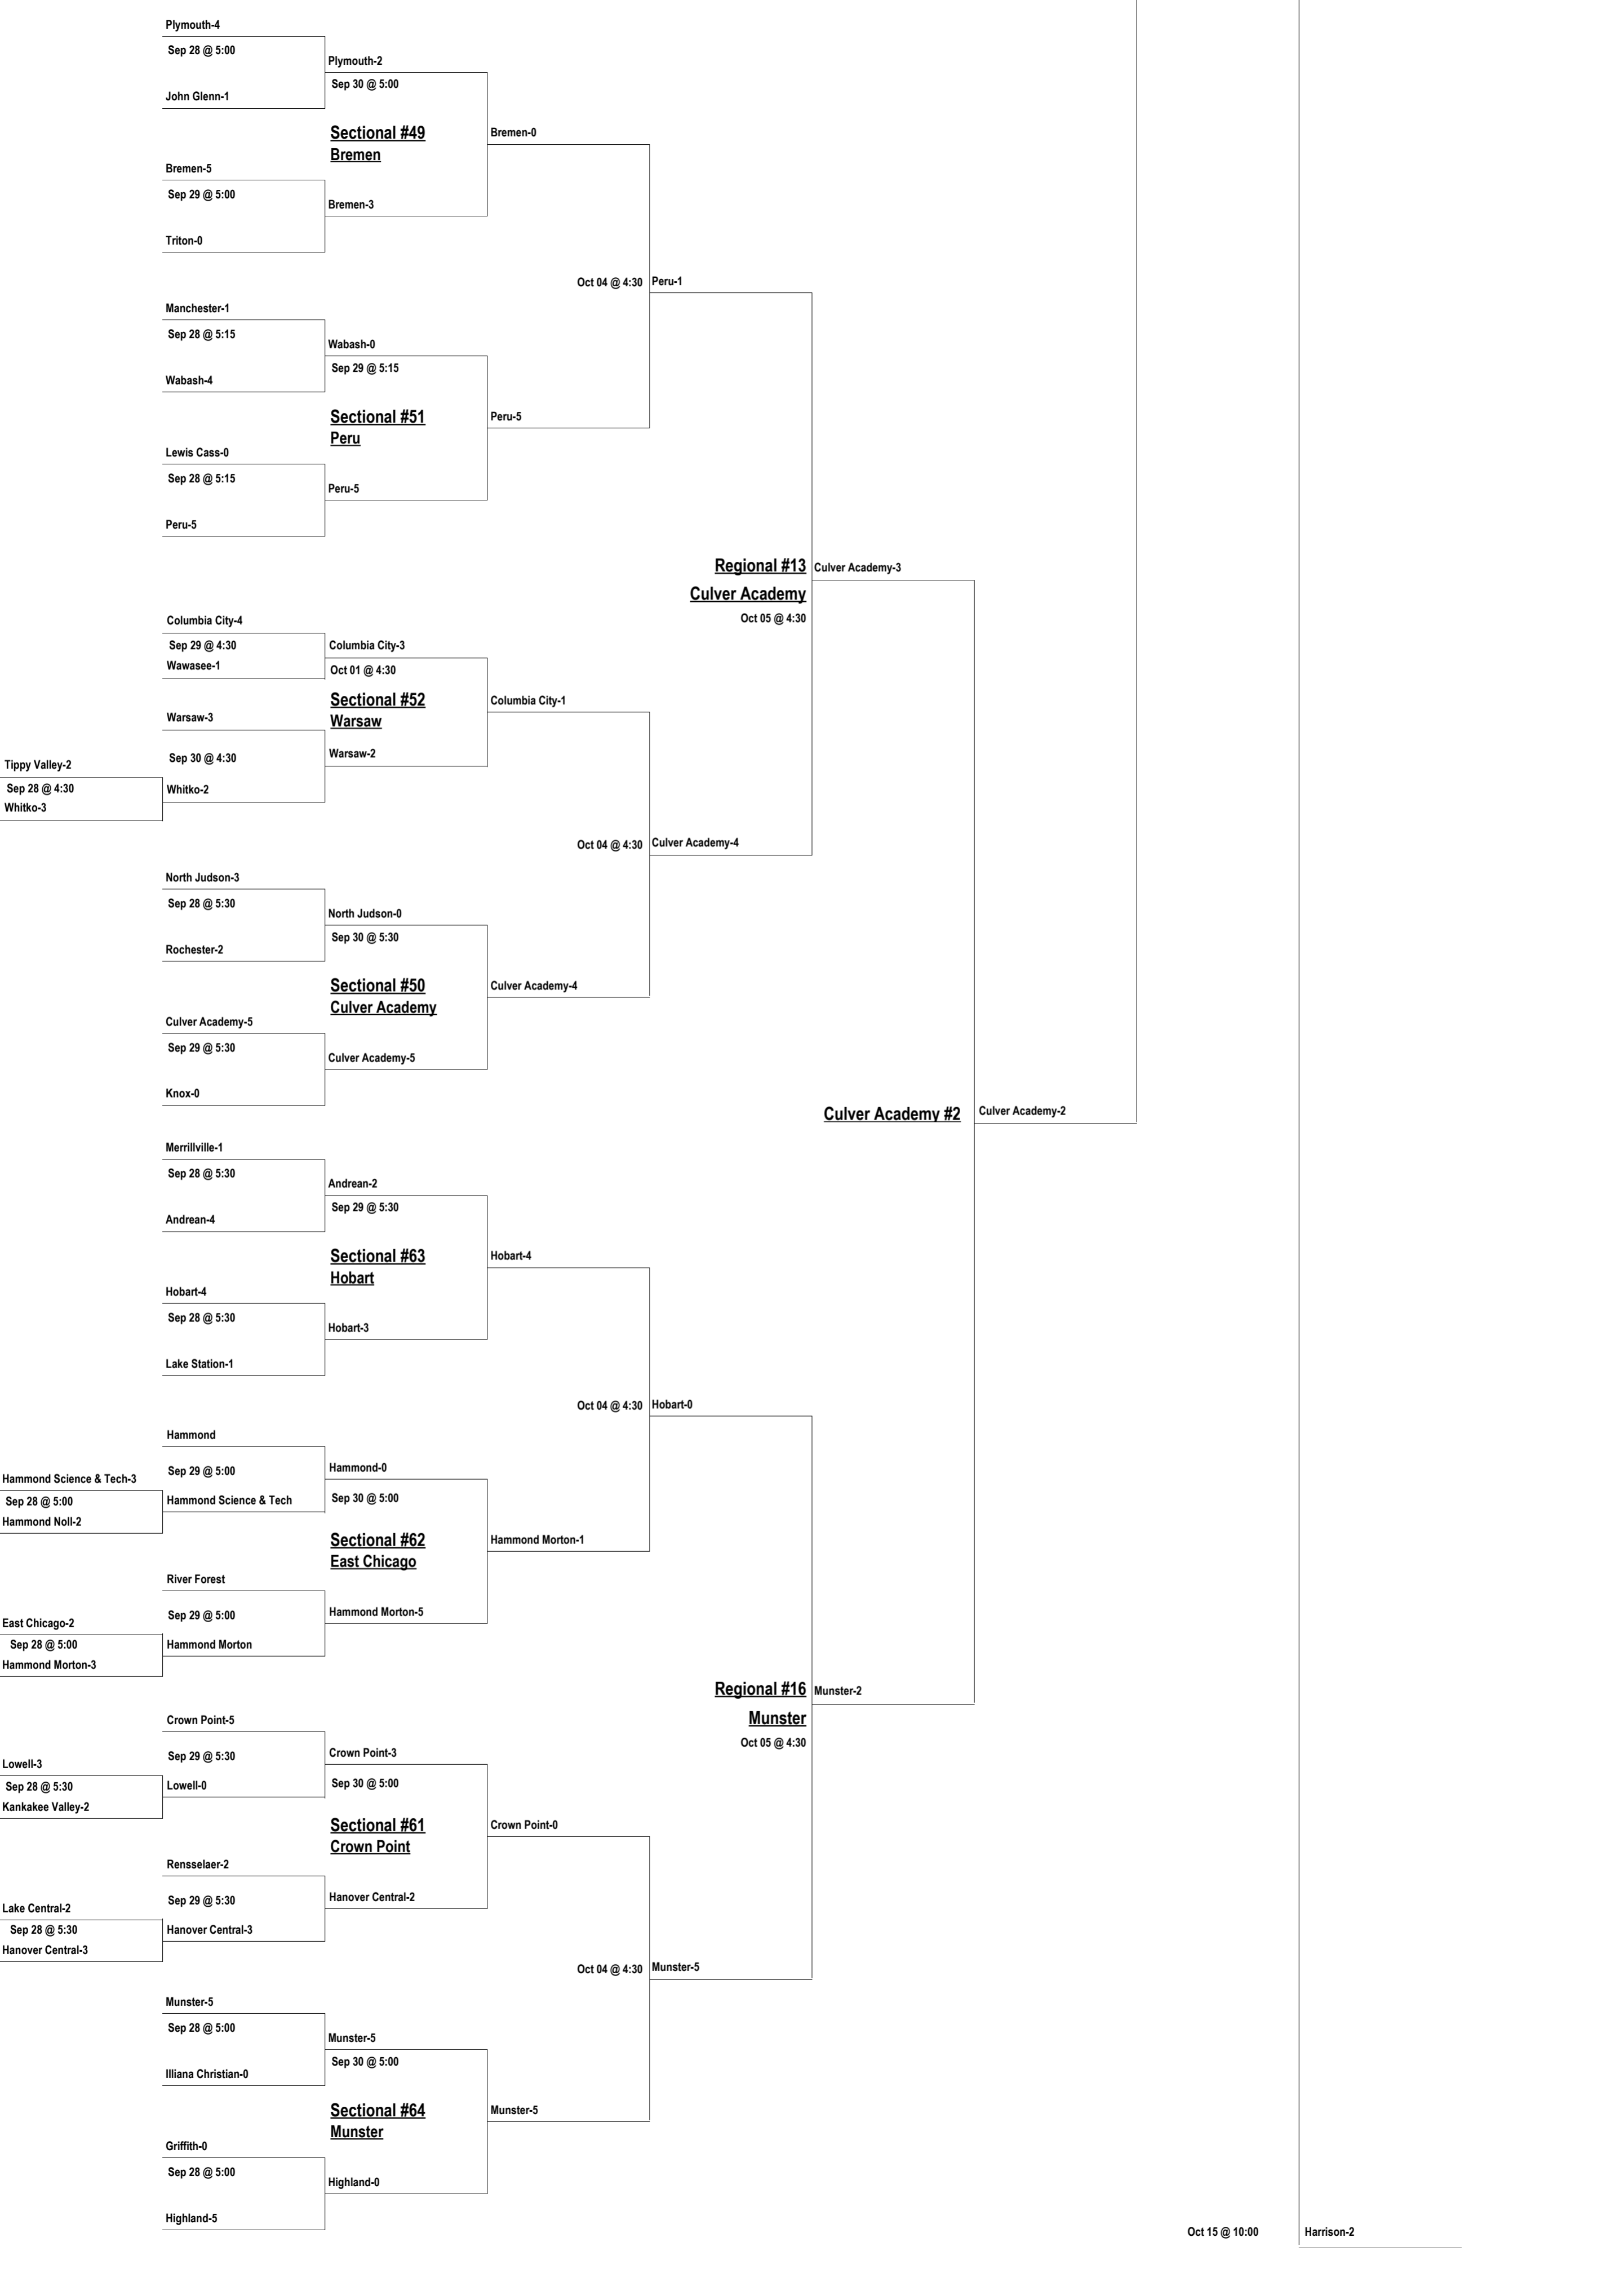 Plymouth-4
Sep 28 @ 5:00
Plymouth-2
Sep 30 @ 5:00
John Glenn-1
Sectional #49
Bremen-0
Bremen
Bremen-5
Sep 29 @ 5:00
Bremen-3
Triton-0
Oct 04 @ 4:30
Peru-1
Manchester-1
Sep 28 @ 5:15
Wabash-0
Sep 29 @ 5:15
Wabash-4
Sectional #51
Peru-5
Peru
Lewis Cass-0
Sep 28 @ 5:15
Peru-5
Peru-5
Regional #13
Culver Academy-3
Culver Academy
Oct 05 @ 4:30
Columbia City-4
Sep 29 @ 4:30
Columbia City-3
Wawasee-1
Oct 01 @ 4:30
Sectional #52
Columbia City-1
Warsaw-3
Warsaw
Sep 30 @ 4:30
Warsaw-2
Tippy Valley-2
Sep 28 @ 4:30
Whitko-2
Whitko-3
Oct 04 @ 4:30
Culver Academy-4
North Judson-3
Sep 28 @ 5:30
North Judson-0
Sep 30 @ 5:30
Rochester-2
Sectional #50
Culver Academy-4
Culver Academy
Culver Academy-5
Sep 29 @ 5:30
Culver Academy-5
Knox-0
Culver Academy #2
Culver Academy-2
Merrillville-1
Sep 28 @ 5:30
Andrean-2
Sep 29 @ 5:30
Andrean-4
Sectional #63
Hobart-4
Hobart
Hobart-4
Sep 28 @ 5:30
Hobart-3
Lake Station-1
Oct 04 @ 4:30
Hobart-0
Hammond
Sep 29 @ 5:00
Hammond-0
Hammond Science & Tech-3
Sep 28 @ 5:00
Hammond Science & Tech
Sep 30 @ 5:00
Hammond Noll-2
Sectional #62
Hammond Morton-1
East Chicago
River Forest
Sep 29 @ 5:00
Hammond Morton-5
East Chicago-2
Sep 28 @ 5:00
Hammond Morton
Hammond Morton-3
Regional #16
Munster-2
Munster
Oct 05 @ 4:30
Crown Point-5
Sep 29 @ 5:30
Crown Point-3
Lowell-3
Sep 28 @ 5:30
Lowell-0
Sep 30 @ 5:00
Kankakee Valley-2
Sectional #61
Crown Point-0
Crown Point
Rensselaer-2
Sep 29 @ 5:30
Hanover Central-2
Lake Central-2
Sep 28 @ 5:30
Hanover Central-3
Hanover Central-3
Oct 04 @ 4:30
Munster-5
Munster-5
Sep 28 @ 5:00
Munster-5
Sep 30 @ 5:00
Illiana Christian-0
Sectional #64
Munster-5
Munster
Griffith-0
Sep 28 @ 5:00
Highland-0
Highland-5
Oct 15 @ 10:00
Harrison-2